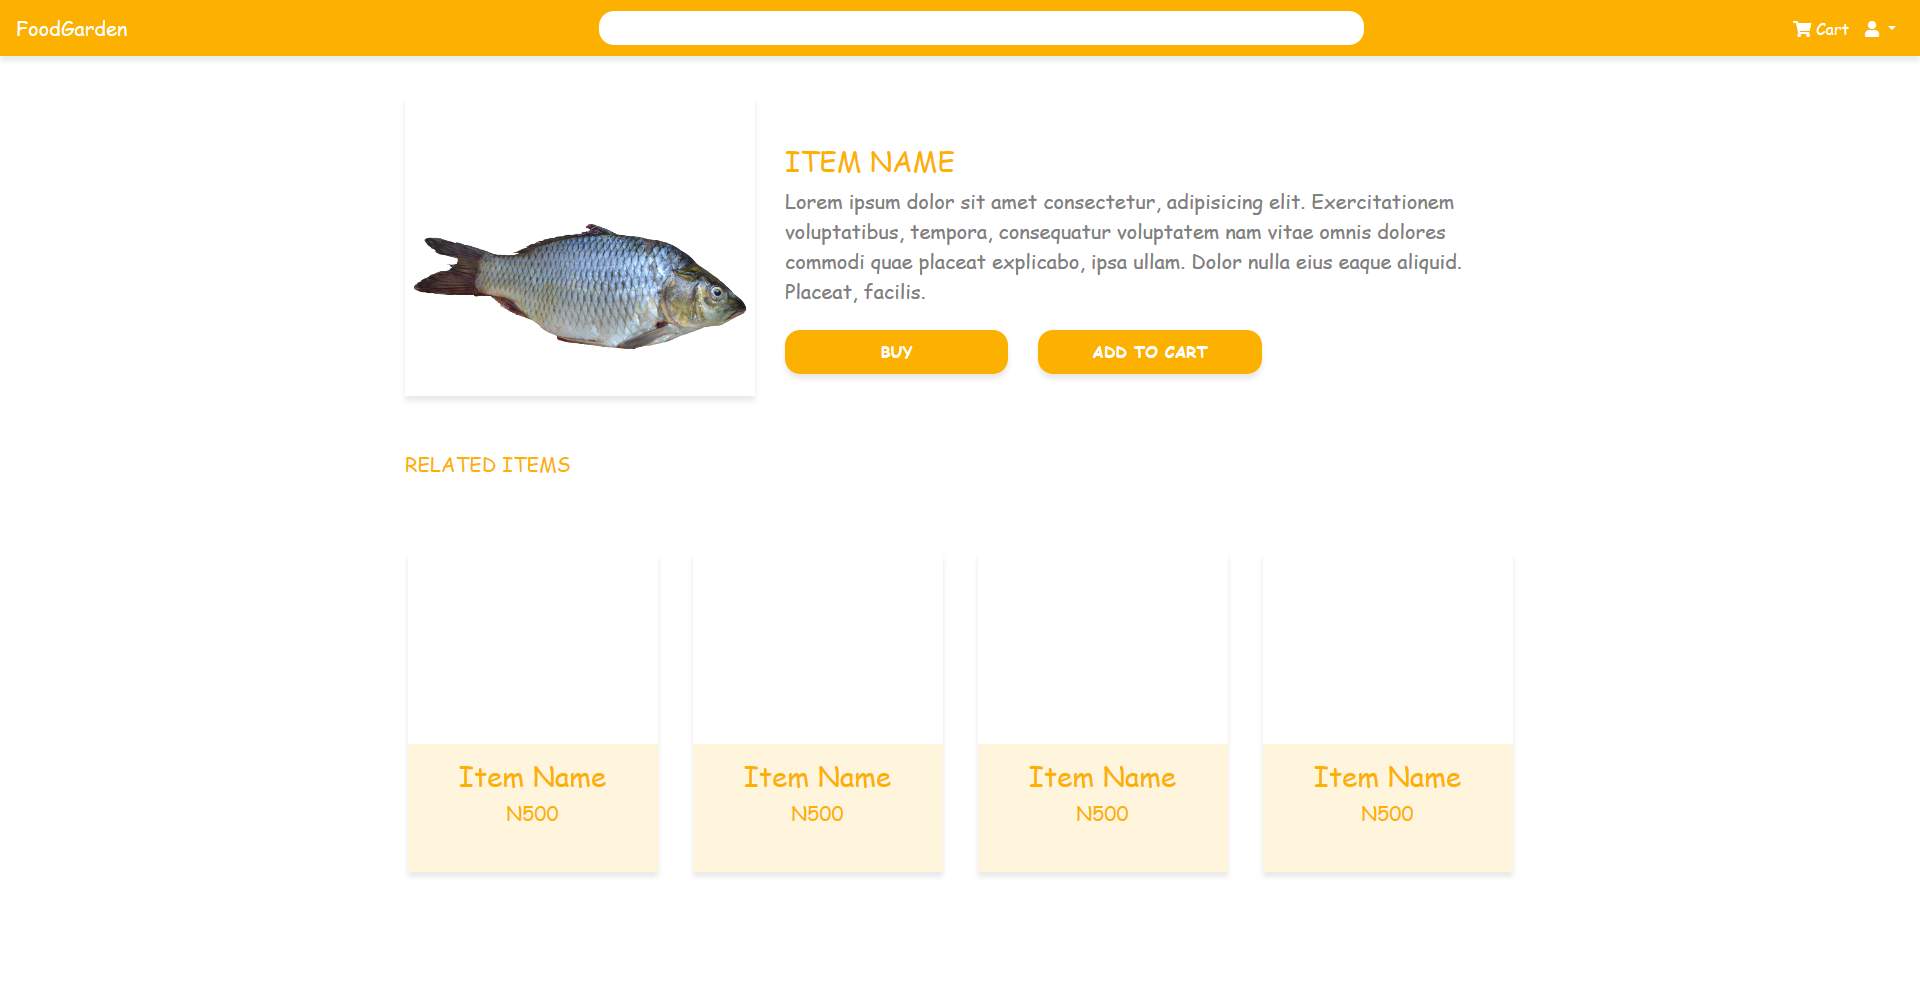 FoodGarden
Cart
ITEM NAME
Lorem ipsum dolor sit amet consectetur, adipisicing elit. Exercitationem
voluptatibus, tempora, consequatur voluptatem nam vitae omnis dolores
commodi quae placeat explicabo, ipsa ullam. Dolor nulla eius eaque aliquid.
Placeat, facilis.
BUY
ADD TO CART
RELATED ITEMS
Item Name
N500
Item Name
N500
Item Name
N500
Item Name
N500